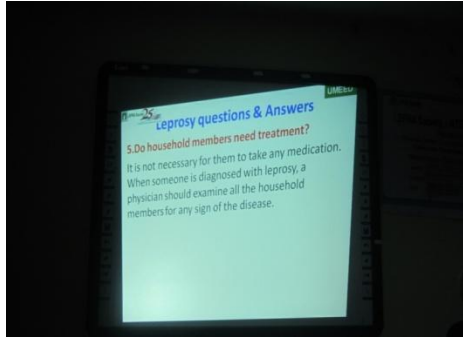 UMEED
25
Leprosy questions & Answers
5.Do household members need treatment?
It is not necessary for them to take any medication.
When someone is diagnosed with leprosy, a
physician should examine all the household
members for any sign of the disease.